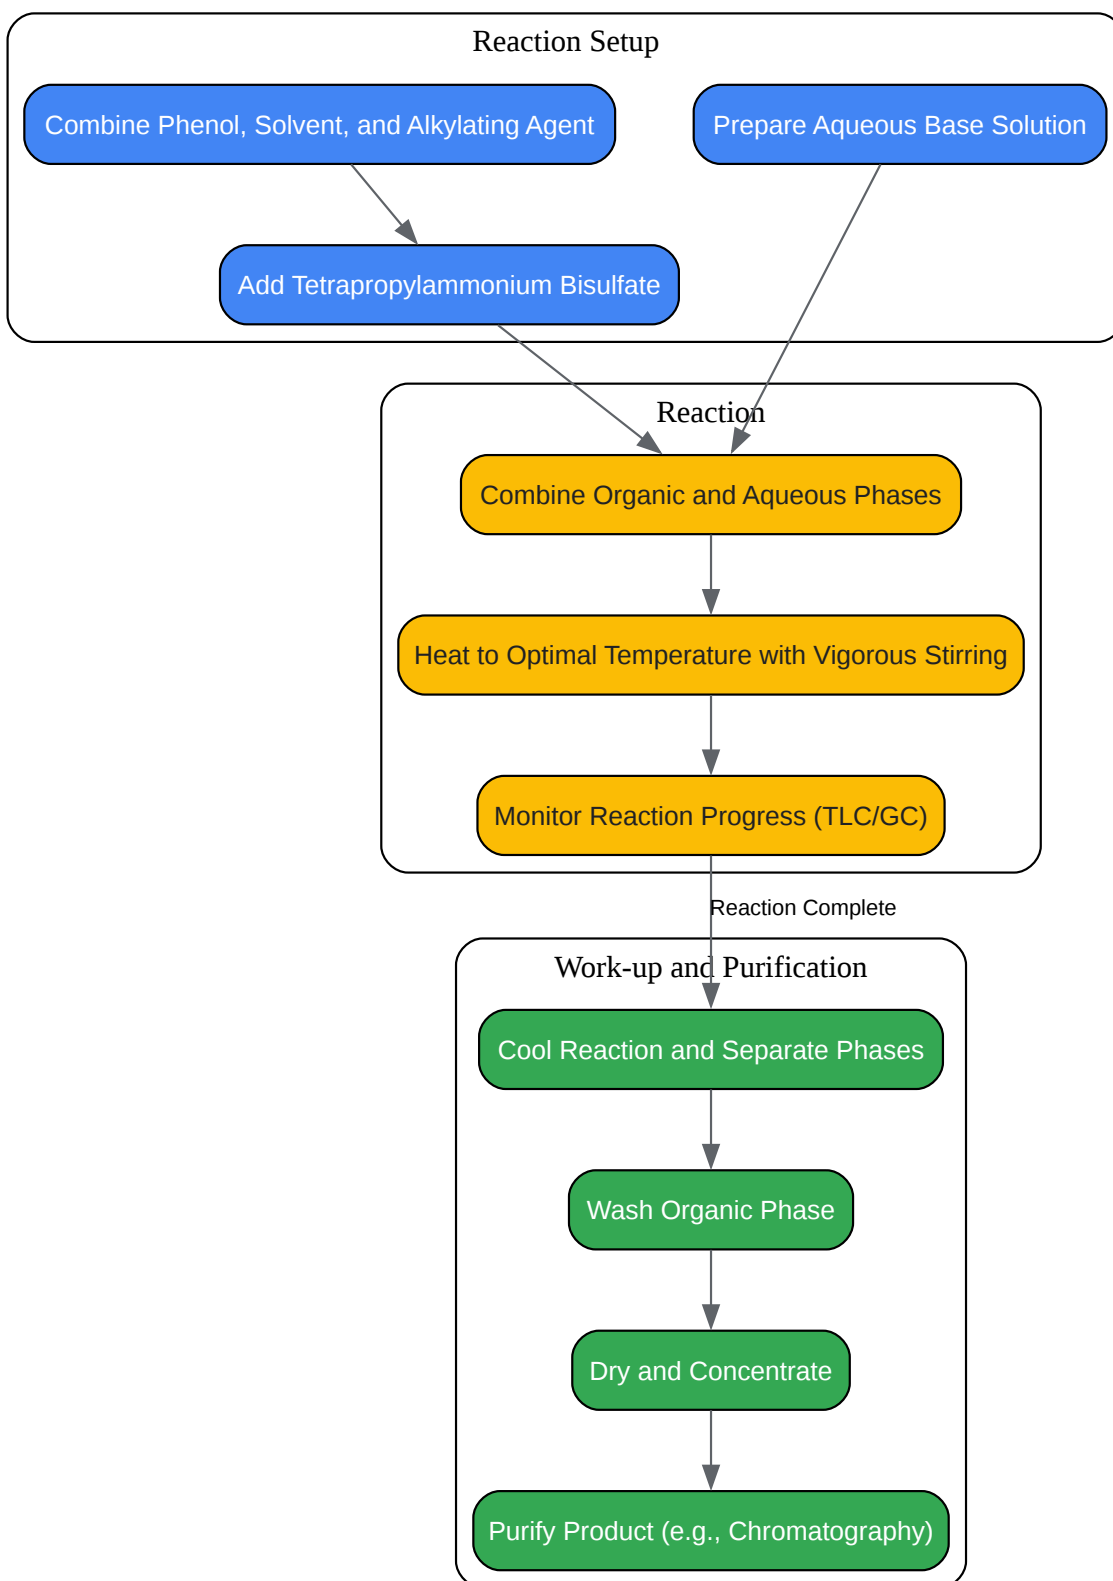 Reaction Setup
Combine Phenol, Solvent, and Alkylating Agent
Prepare Aqueous Base Solution
Add Tetrapropylammonium Bisulfate
Reaction
Combine Organic and Aqueous Phases
Heat to Optimal Temperature with Vigorous Stirring
Monitor Reaction Progress (TLC/GC)
Reaction Complete
Work-up and Purification
Cool Reaction and Separate Phases
Wash Organic Phase
Dry and Concentrate
Purify Product (e.g., Chromatography)